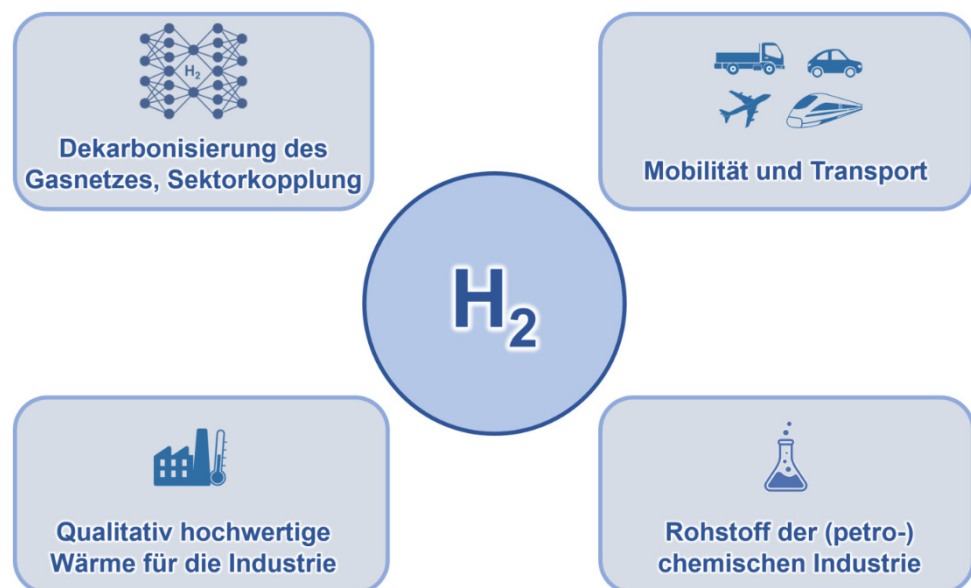 H₂
Dekarbonisierung des
Gasnetzes, Sektorkopplung
Mobilität und Transport
H₂
Qualitativ hochwertige
Wärme für die Industrie
Rohstoff der (petro-)
chemischen Industrie